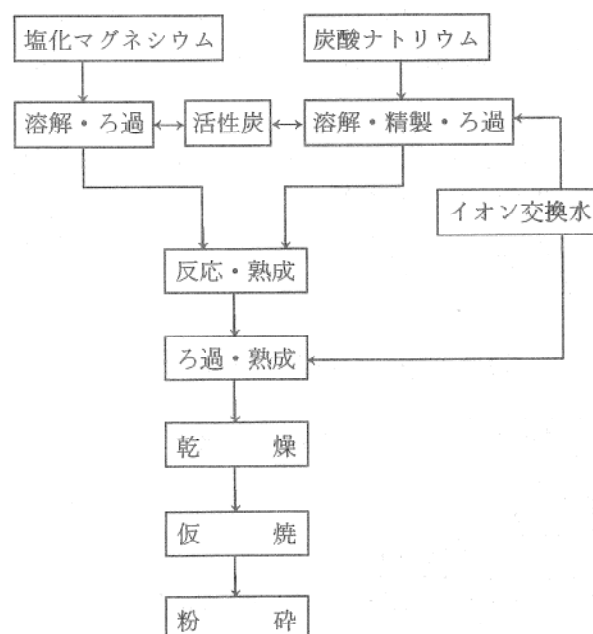 塩化マグネシウム
炭酸ナトリウム
溶解・ろ過
活性炭
溶解・精製・ろ過
イオン交換水
反応・熟成
ろ過・熟成
乾燥
仮焼
粉砕